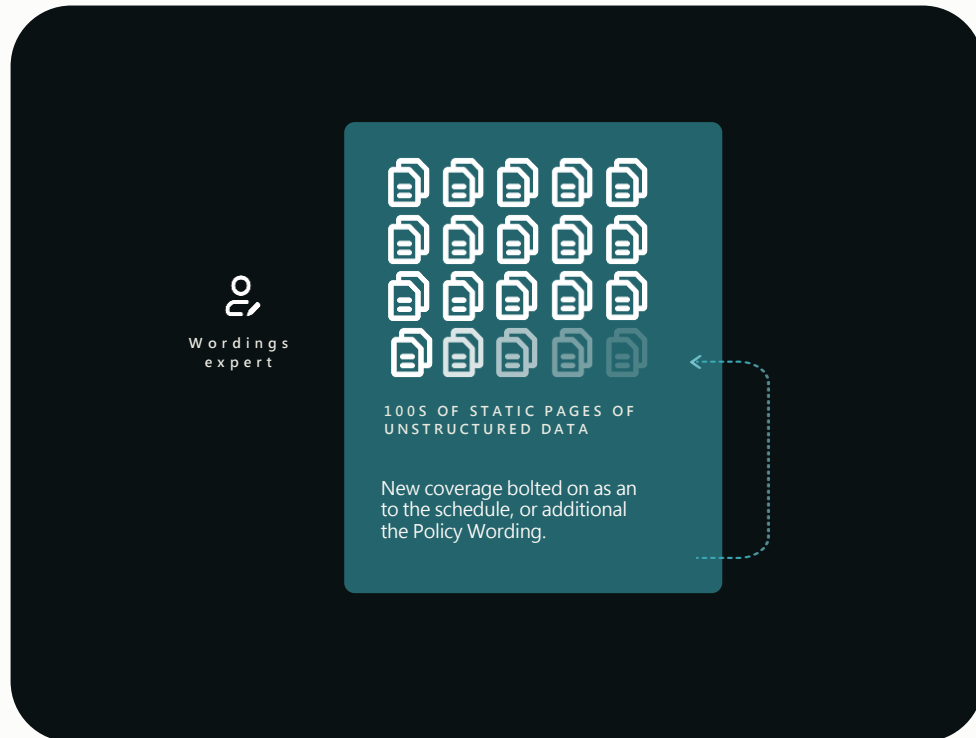 Wordings
expert
100S OF STATIC PAGES OF
UNSTRUCTURED DATA
New coverage bolted on as an
to the schedule, or additional
the Policy Wording.